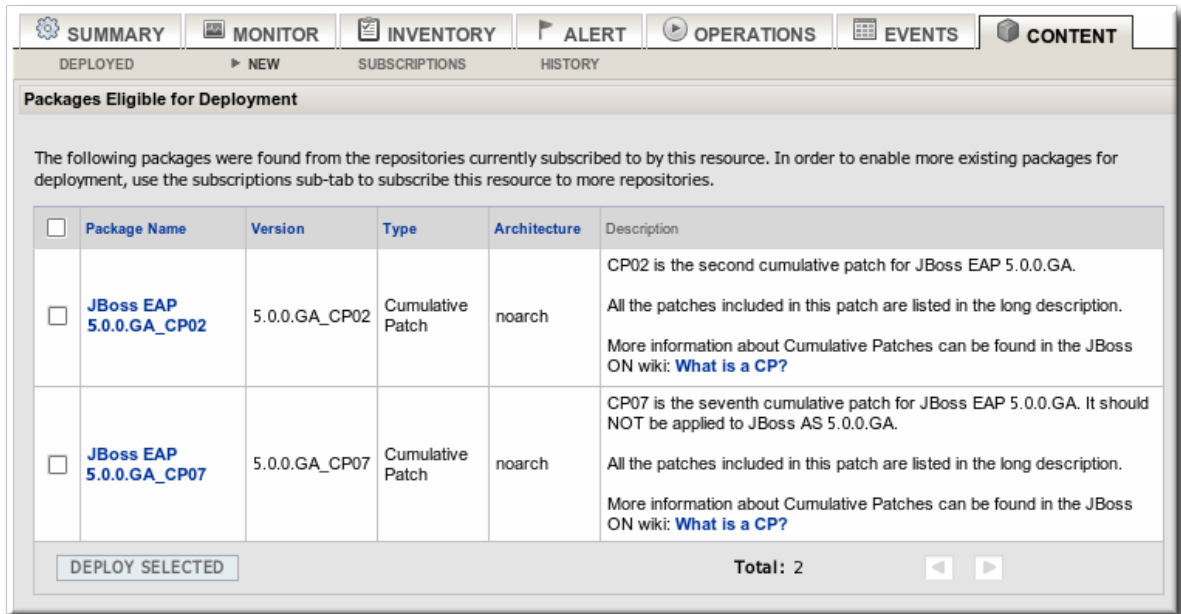 SUMMARY MONITOR INVENTORY ALERT OPERATIONS EVENTS CONTENT
DEPLOYED NEW SUBSCRIPTIONS HISTORY
Packages Eligible for Deployment
The following packages were found from the repositories currently subscribed to by this resource. In order to enable more existing packages for
deployment, use the subscriptions sub-tab to subscribe this resource to more repositories.
Package Name Version Type Architecture Description
JBoss EAP
5.0.0.GA_CP02
5.0.0.GA_CP02
Cumulative
Patch
noarch
CP02 is the second cumulative patch for JBoss EAP 5.0.0.GA.
All the patches included in this patch are listed in the long description.
More information about Cumulative Patches can be found in the JBoss
ON wiki: What is a CP?
JBoss EAP
5.0.0.GA_CP07
5.0.0.GA_CP07
Cumulative
Patch
noarch
CP07 is the seventh cumulative patch for JBoss EAP 5.0.0.GA. It should
NOT be applied to JBoss AS 5.0.0.GA.
All the patches included in this patch are listed in the long description.
More information about Cumulative Patches can be found in the JBoss
ON wiki: What is a CP?
DEPLOY SELECTED Total: 2